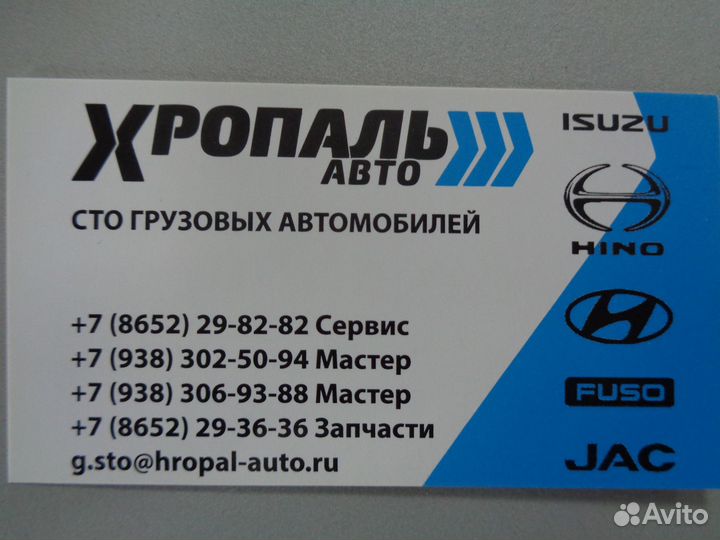 ХРОПАЛЬ
АВТО
СТО ГРУЗОВЫХ АВТОМОБИЛЕЙ
+7 (8652) 29-82-82 Сервис
+7 (938) 302-50-94 Мастер
+7 (938) 306-93-88 Мастер
+7 (8652) 29-36-36 Запчасти
g.sto@hropal-auto.ru
ISUZU
HINO
FUSO
JAC
Avito